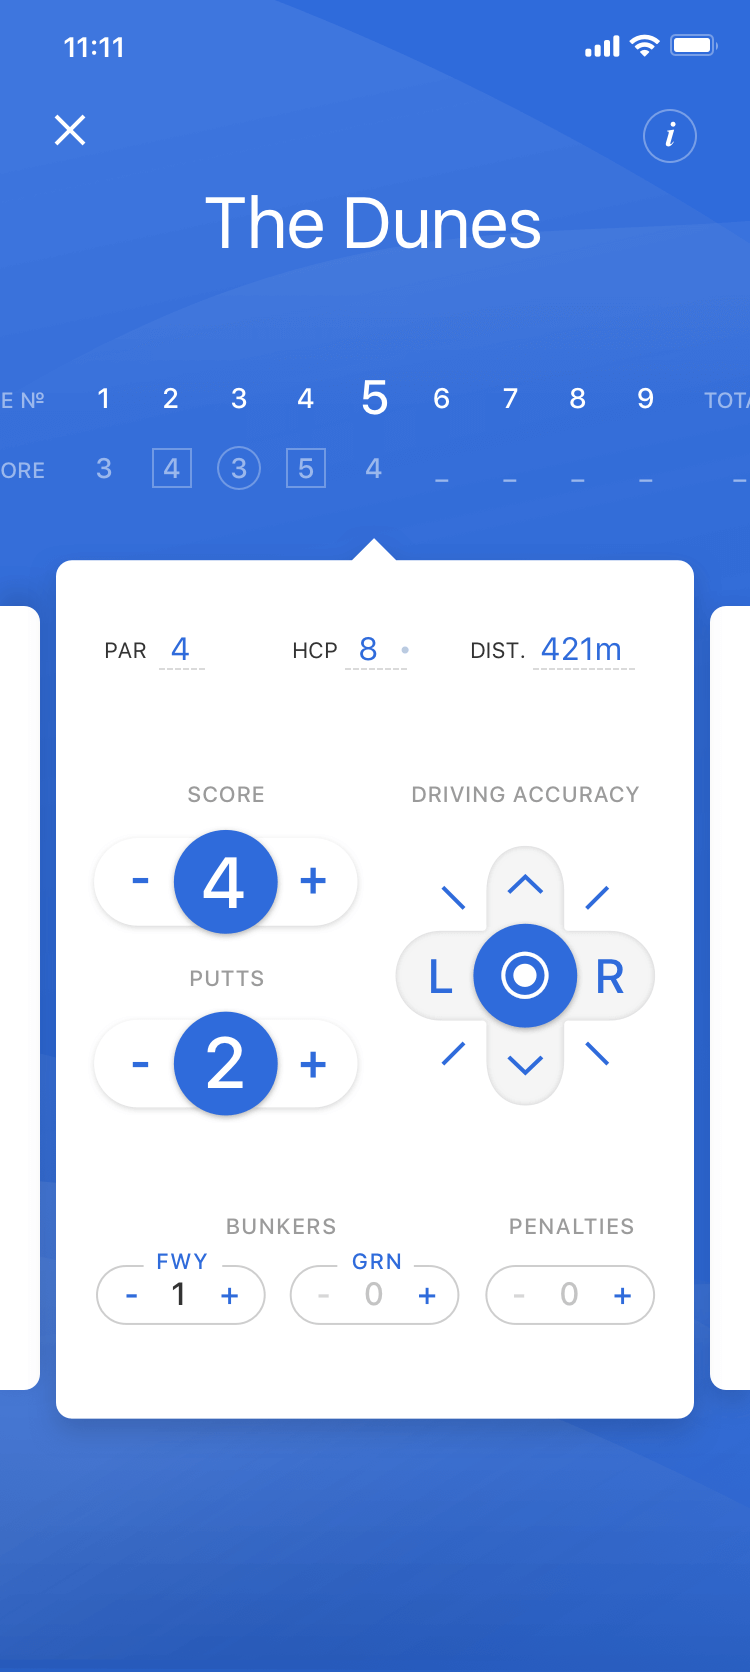 11:11
i
The Dunes
E Nº 1 2 3 4 5 6 7 8 9 TOTA
ORE 3 4 3 5 4 _ _ _ _ _
PAR 4 HCP 8 • DIST. 421m
SCORE DRIVING ACCURACY
- 4 +
L R
PUTTS
- 2 +
BUNKERS PENALTIES
FWY GRN
- 1 + - 0 + - 0 +